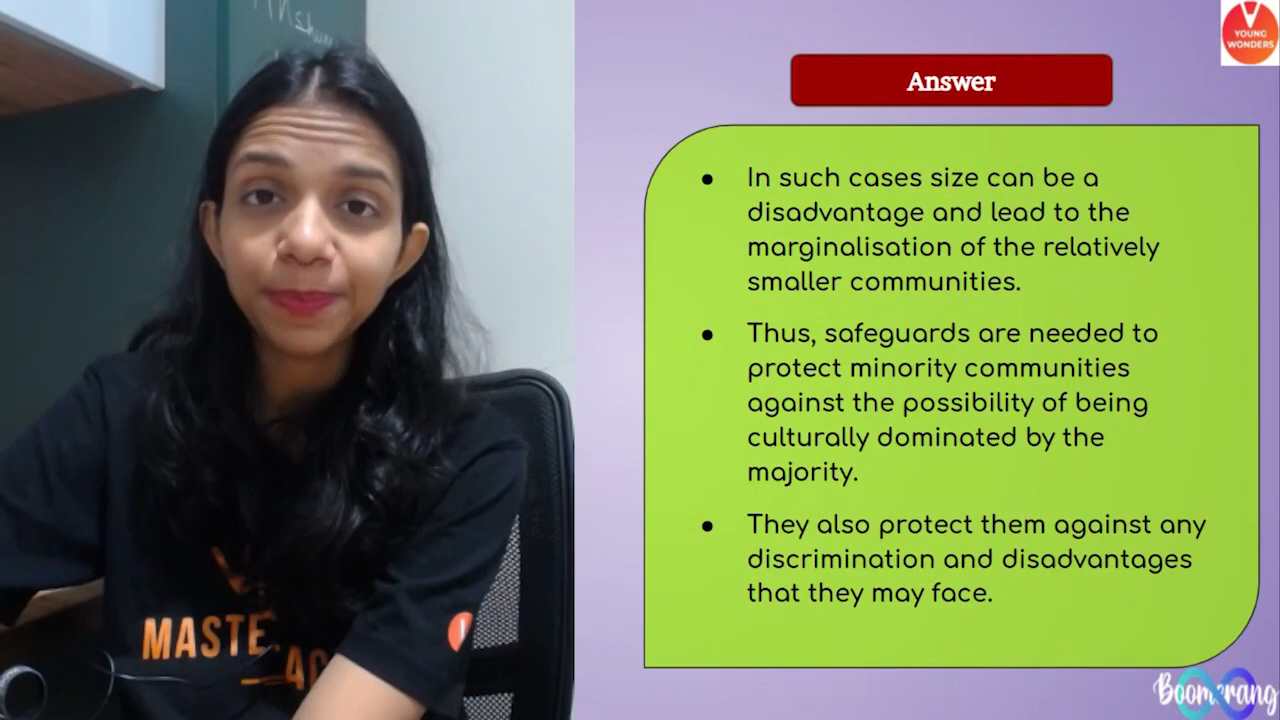 YOUNG
WONDERS
Answer
● In such cases size can be a
disadvantage and lead to the
marginalisation of the relatively
smaller communities.
● Thus, safeguards are needed to
protect minority communities
against the possibility of being
culturally dominated by the
majority.
● They also protect them against any
discrimination and disadvantages
that they may face.
MASTE
Boomerang